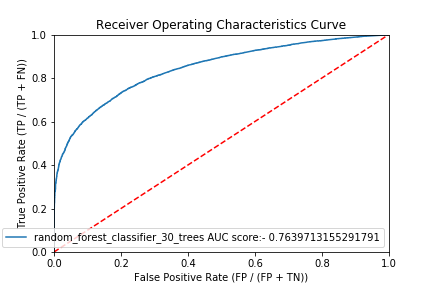 Receiver Operating Characteristics Curve
True Positive Rate (TP / (TP + FN))
1.0
0.8
0.6
0.4
0.2
0.0
random_forest_classifier_30_trees AUC score:- 0.7639713155291791
0.0 0.2 0.4 0.6 0.8 1.0
False Positive Rate (FP / (FP + TN))